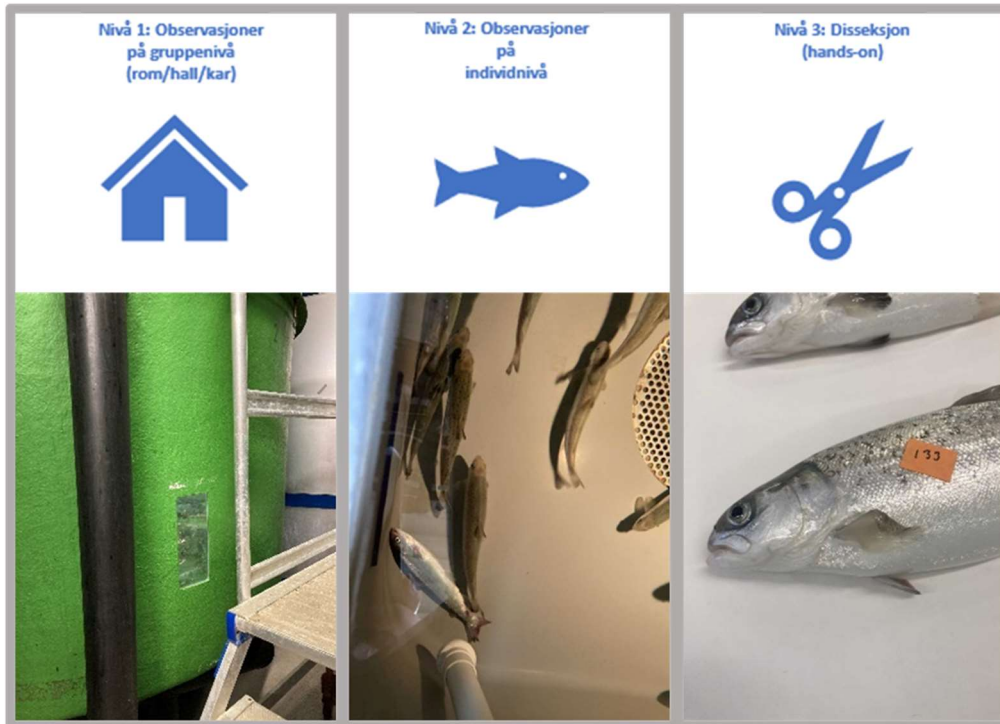 Nivå 1: Observasjoner
på gruppenivå
(rom/hall/kar)
Nivå 2: Observasjoner
på
individnivå
Nivå 3: Disseksjon
(hands-on)
133